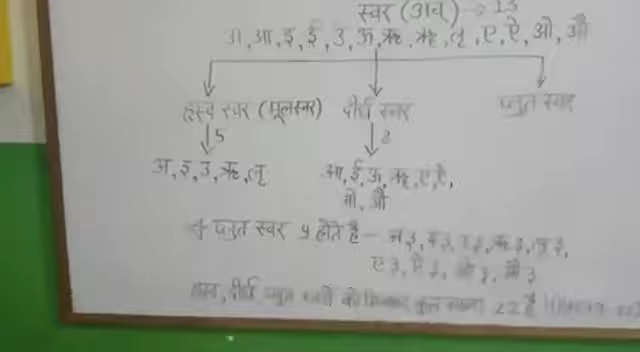 स्वर (अच्) → 13
अ, आ, इ, ई, उ, ऊ, ऋ, ॠ, लृ, ए, ऐ, ओ, औ
ह्रस्व स्वर (मूलस्वर) दीर्घ स्वर प्लुत स्वर
5 8
अ, इ, उ, ऋ, लृ आ, ई, ऊ, ॠ, ए, ऐ,
ओ, औ
प्लुत स्वर 9 होते है - अ३, इ३, उ३, ऋ३, लृ३,
ए३, ऐ३, ओ३, औ३
ह्रस्व, दीर्घ प्लुत स्वरों को मिलाकर कुल संख्या 22 है